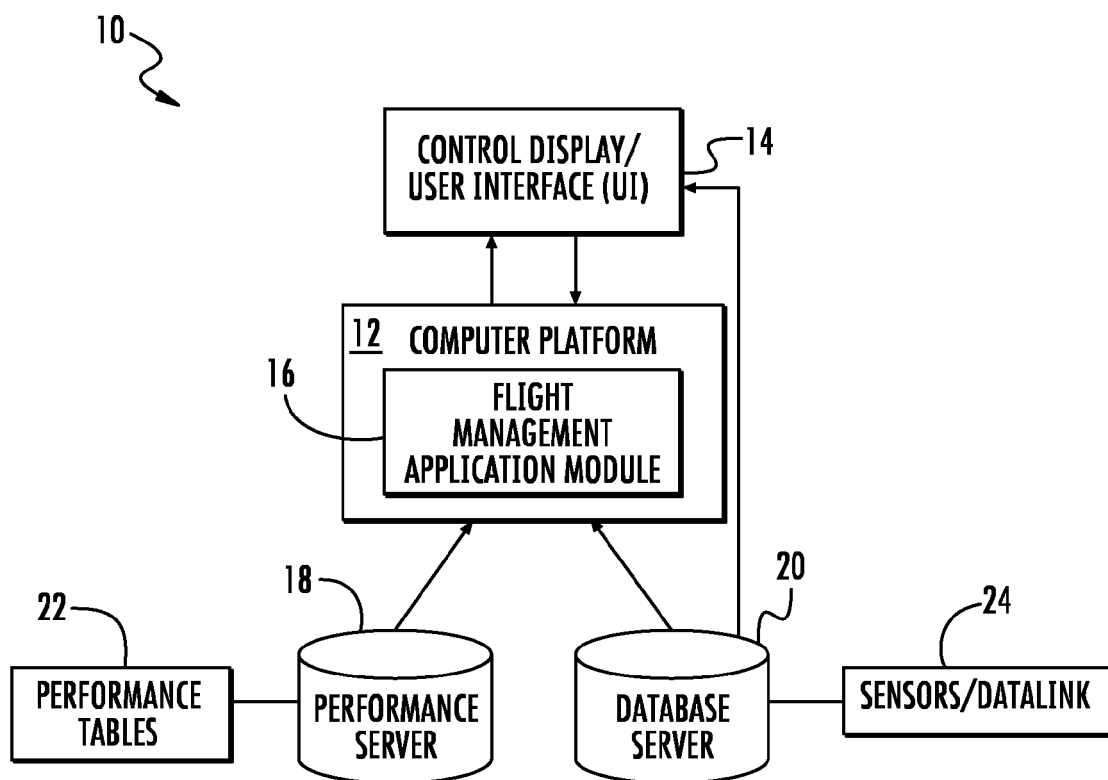 10
CONTROL DISPLAY/
USER INTERFACE (UI)
14
12
COMPUTER PLATFORM
16
FLIGHT
MANAGEMENT
APPLICATION MODULE
22
18
20
24
PERFORMANCE
TABLES
PERFORMANCE
SERVER
DATABASE
SERVER
SENSORS/DATALINK